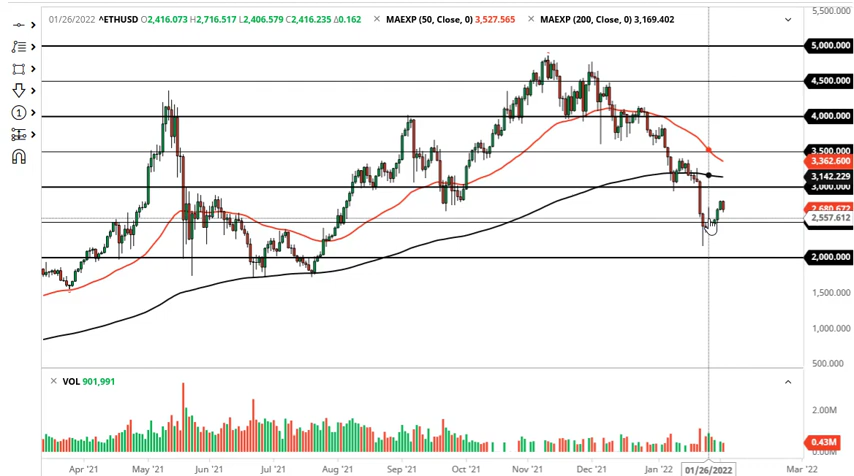 01/26/2022 ^ETHUSD O2,416.073 H2,716.517 L2,406.579 C2,416.235 Δ0.162 × MAEXP (50, Close, 0) 3,527.565 × MAEXP (200, Close, 0) 3,169.402
5,500.000
5,000.000
4,500.000
4,000.000
3,500.000
3,362.600
3,142.229
3,000.000
2,680.672
2,557.612
2,000.000
1,500.000
1,000.000
500.000
× VOL 901,991
2.00M
0.43M
0.00M
Apr '21 May '21 Jun '21 Jul '21 Aug '21 Sep '21 Oct '21 Nov '21 Dec '21 Jan '22 01/26/2022 Mar '22
1